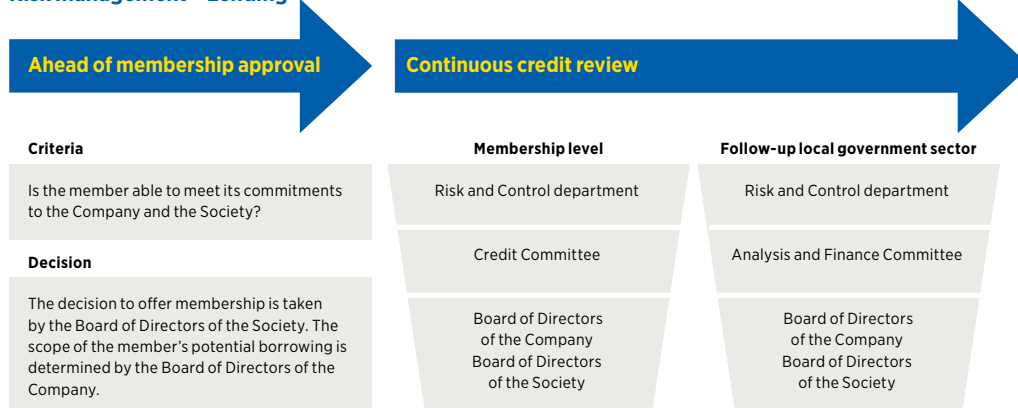 Risk management – Lending
Ahead of membership approval
Continuous credit review
Criteria
Is the member able to meet its commitments
to the Company and the Society?
Decision
The decision to offer membership is taken
by the Board of Directors of the Society. The
scope of the member’s potential borrowing is
determined by the Board of Directors of the
Company.
Membership level
Risk and Control department
Credit Committee
Board of Directors
of the Company
Board of Directors
of the Society
Follow-up local government sector
Risk and Control department
Analysis and Finance Committee
Board of Directors
of the Company
Board of Directors
of the Society